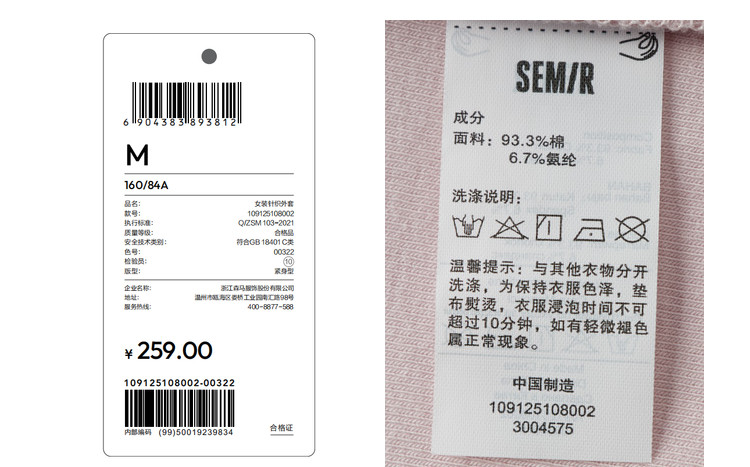 6 904383 893812
M
160/84A
品名: 女装针织外套
款号: 109125108002
执行标准: Q/ZSM 103-2021
质量等级: 合格品
安全技术类别: 符合GB 18401 C类
色号: 00322
检验员: 10
版型: 紧身型
企业名称: 浙江森马服饰股份有限公司
地址: 温州市瓯海区娄桥工业园南汇路98号
服务热线: 400-8877-588
¥ 259.00
109125108002-00322
内部编码 (99)50019239834
合格证
SEMIR
成分
面料: 93.3%棉
6.7%氨纶
洗涤说明:
温馨提示: 与其他衣物分开
洗涤, 为保持衣服色泽, 垫
布熨烫, 衣服浸泡时间不可
超过10分钟, 如有轻微褪色
属正常现象。
中国制造
109125108002
3004575